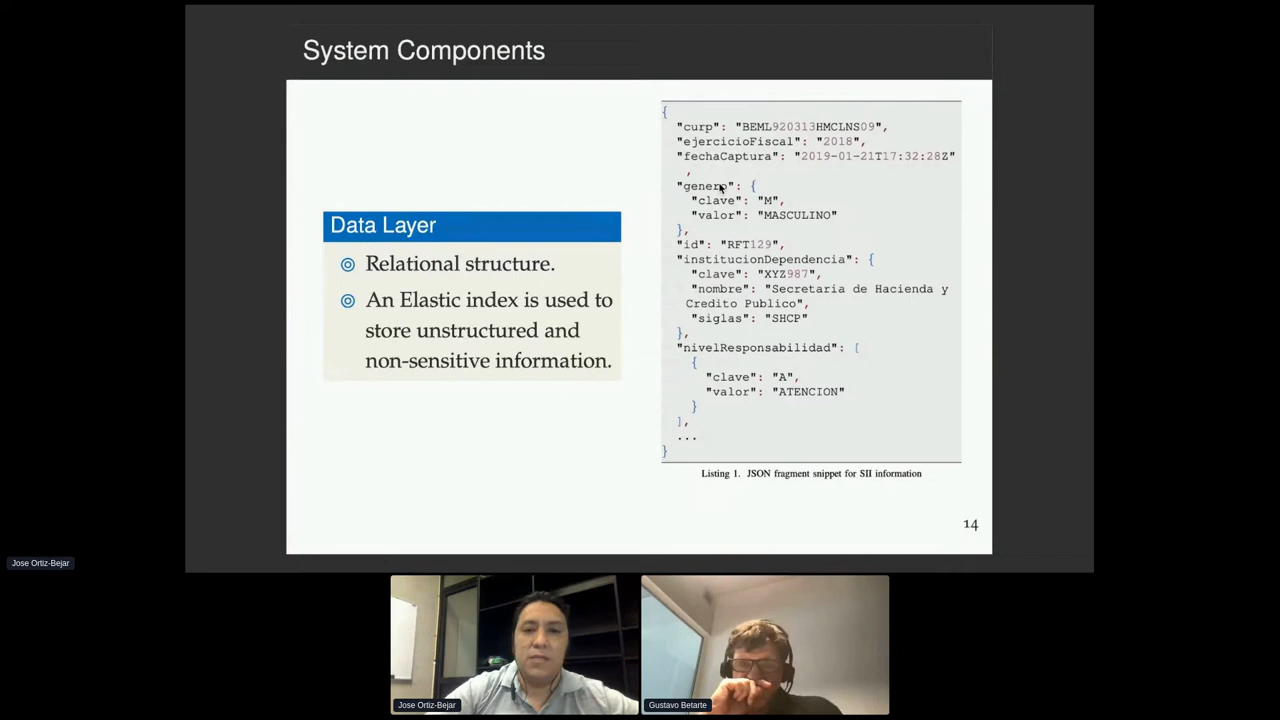 System Components
Data Layer
Relational structure.
An Elastic index is used to
store unstructured and
non-sensitive information.
{
"curp": "BEML920313HMCLNS09",
"ejercicioFiscal": "2018",
"fechaCaptura": "2019-01-21T17:32:28Z"
,
"genero": {
"clave": "M",
"valor": "MASCULINO"
},
"id": "RFT129",
"institucionDependencia": {
"clave": "XYZ987",
"nombre": "Secretaria de Hacienda y
Credito Publico",
"siglas": "SHCP"
},
"nivelResponsabilidad": [
{
"clave": "A",
"valor": "ATENCION"
}
],
...
}
Listing 1. JSON fragment snippet for SII information
14
Jose Ortiz-Bejar
Jose Ortiz-Bejar
Gustavo Betarte